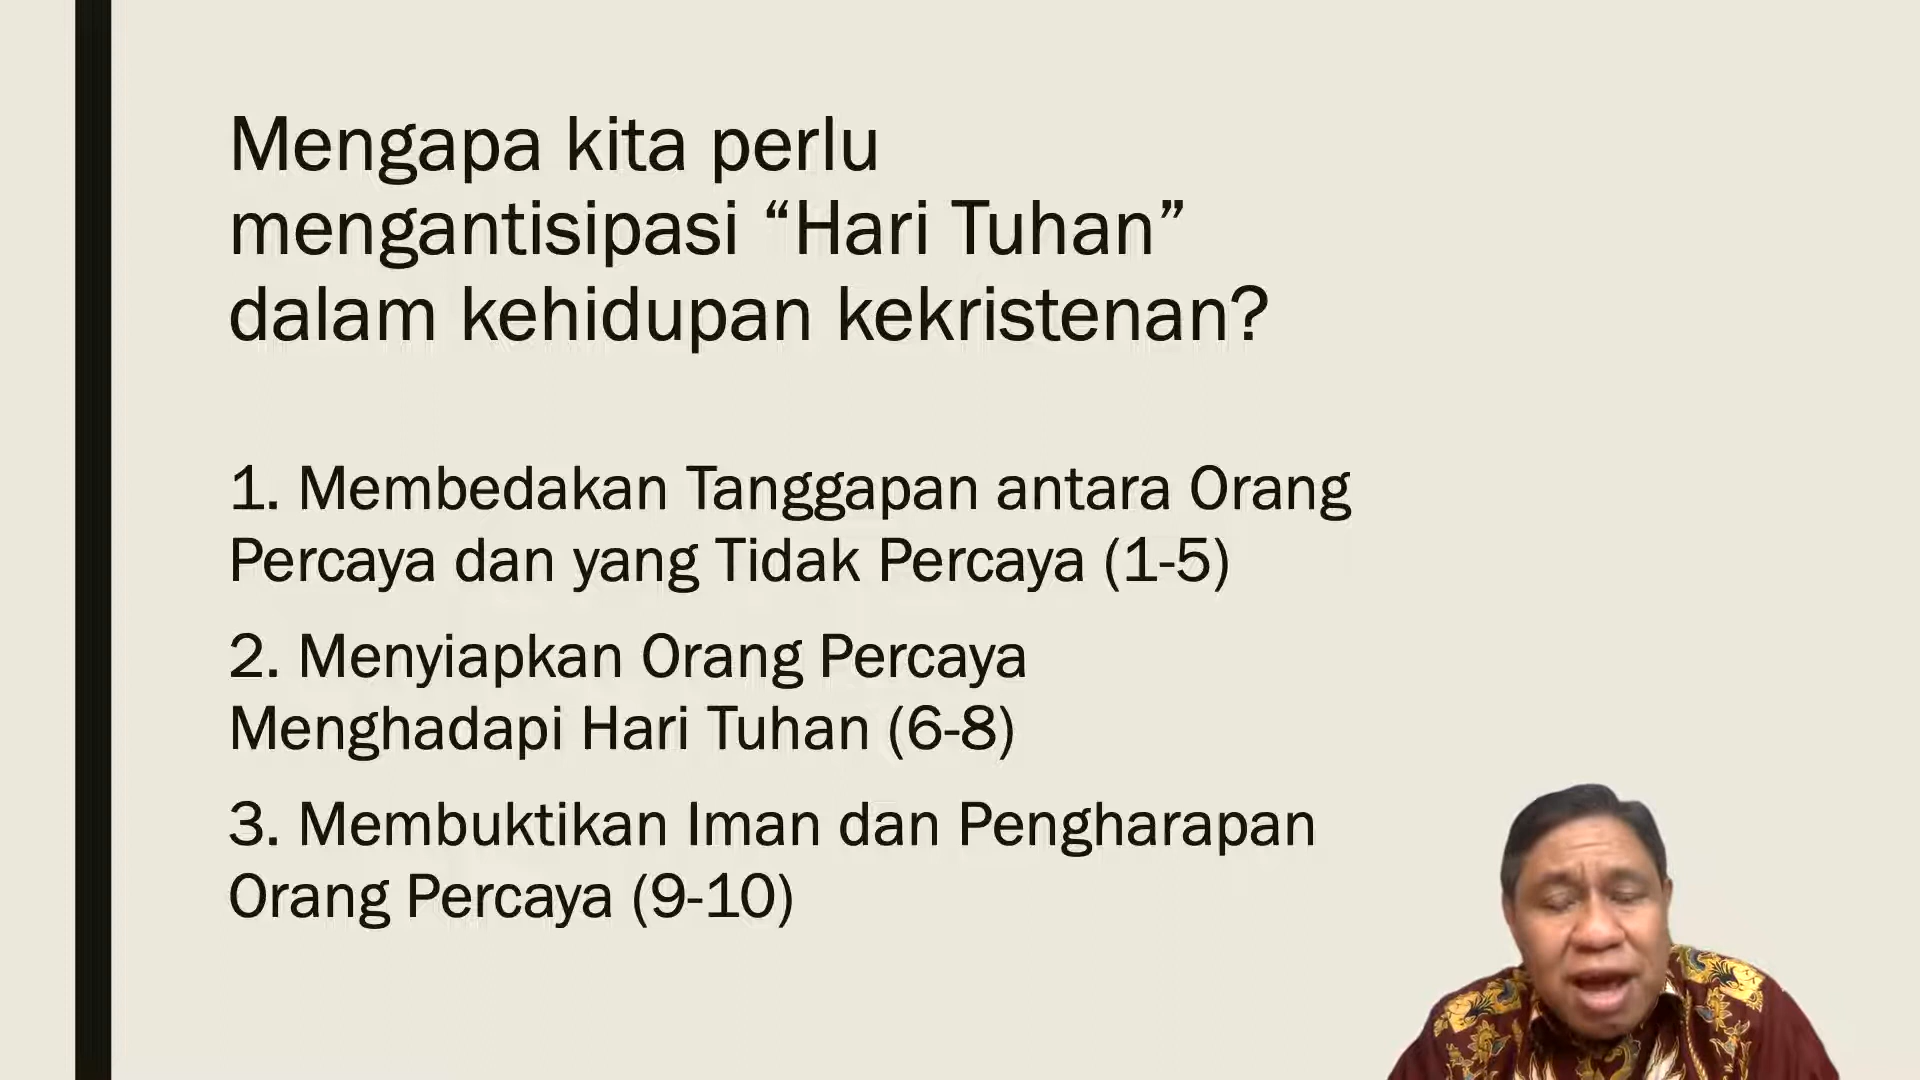 Mengapa kita perlu
mengantisipasi “Hari Tuhan”
dalam kehidupan kekristenan?
1. Membedakan Tanggapan antara Orang
Percaya dan yang Tidak Percaya (1-5)
2. Menyiapkan Orang Percaya
Menghadapi Hari Tuhan (6-8)
3. Membuktikan Iman dan Pengharapan
Orang Percaya (9-10)